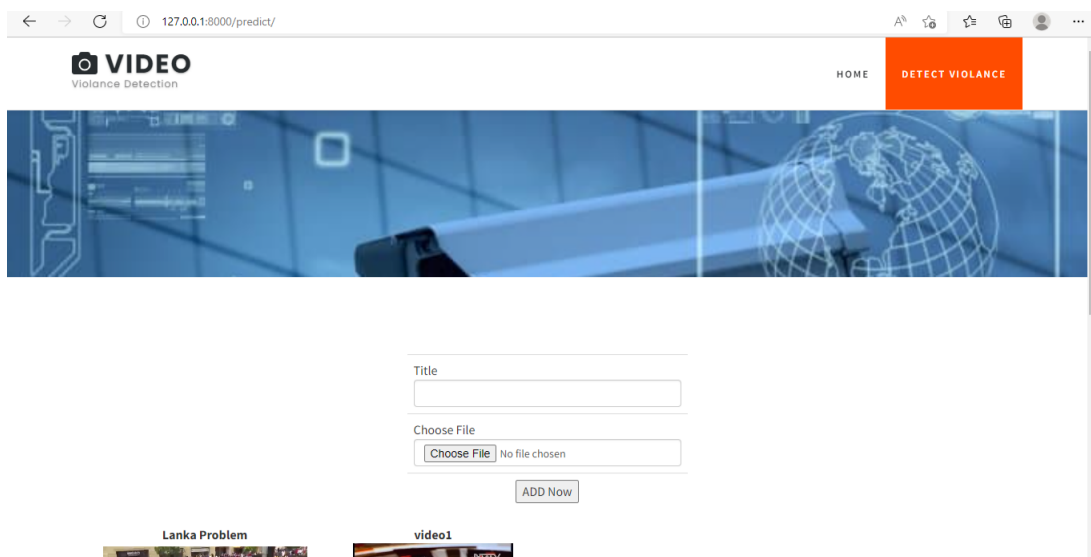 127.0.0.1:8000/predict/
VIDEO
Violance Detection
HOME
DETECT VIOLANCE
Title
Choose File
Choose File No file chosen
ADD Now
Lanka Problem
video1
NDTV